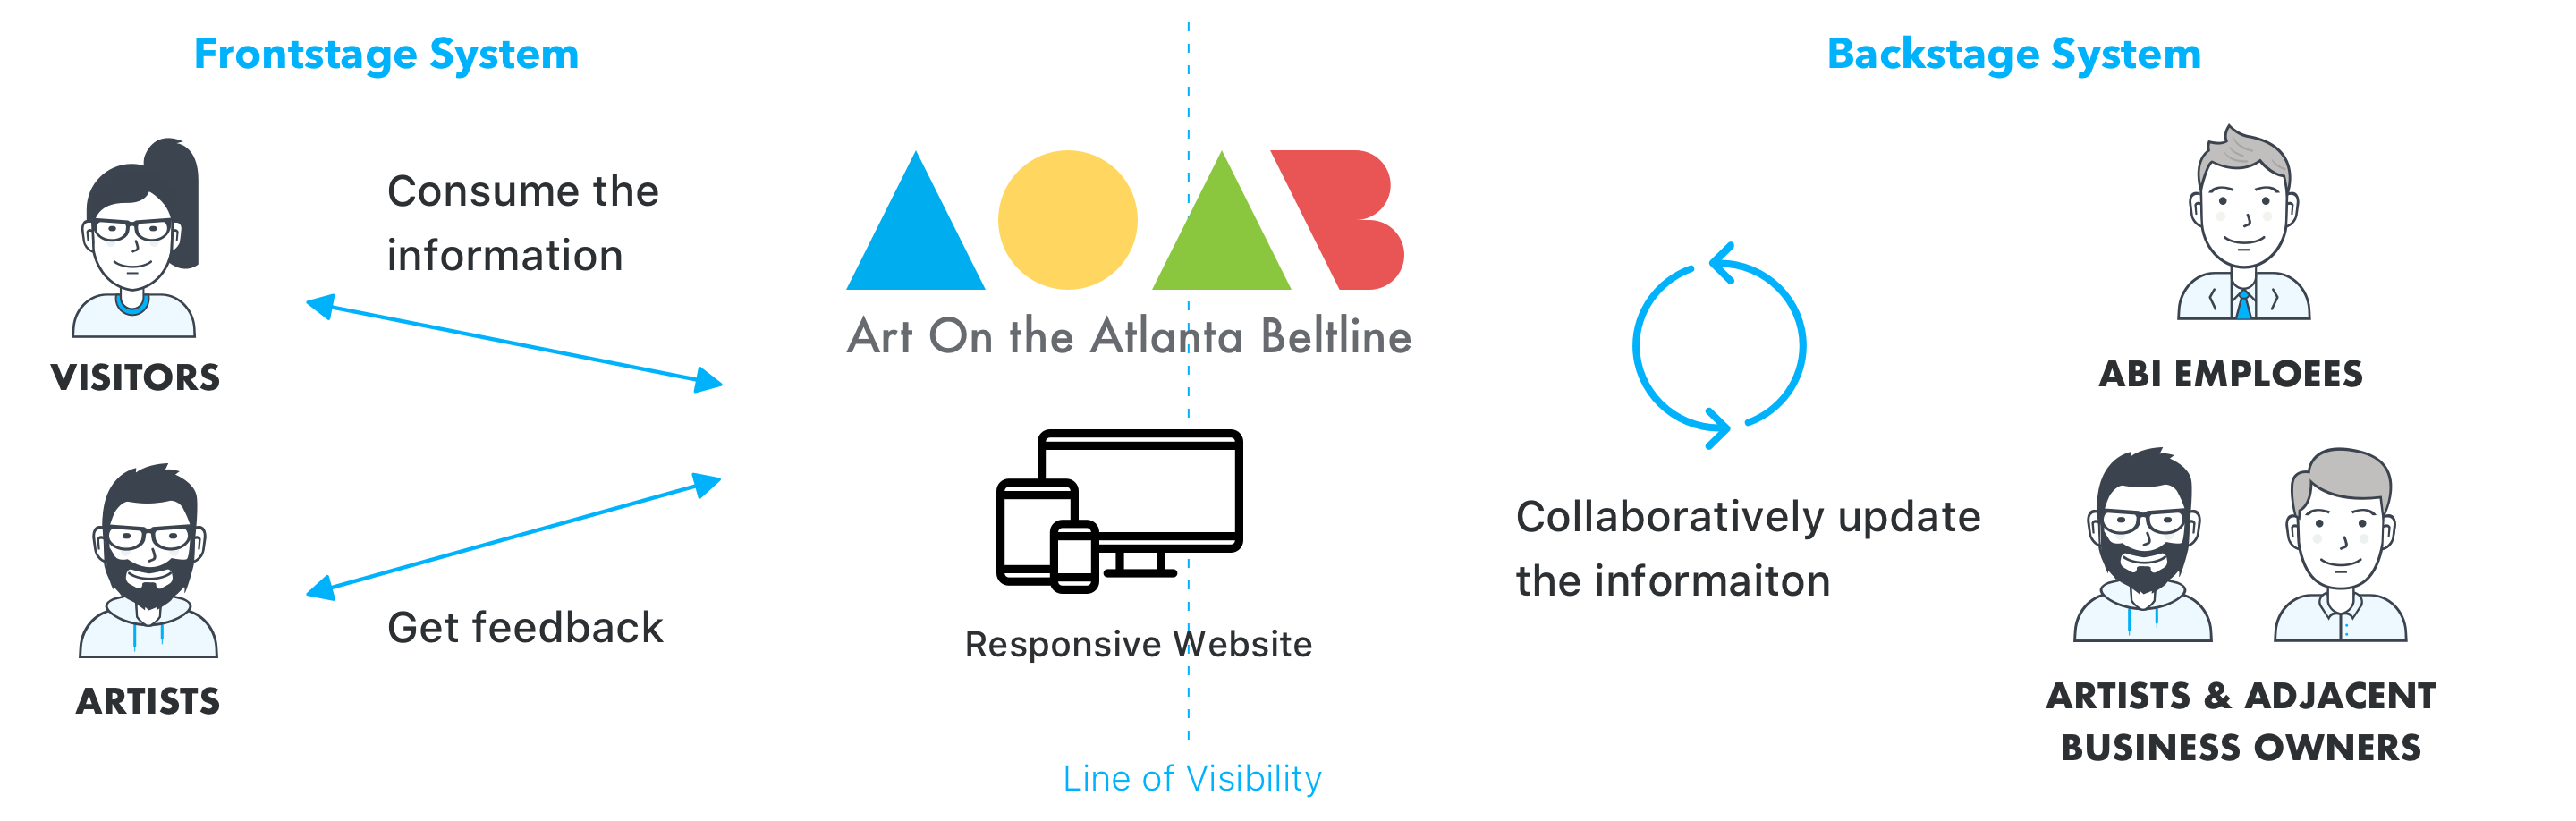 Frontstage System
Backstage System
Consume the
information
VISITORS
Get feedback
ARTISTS
Art On the Atlanta Beltline
Responsive Website
Line of Visibility
Collaboratively update
the informaiton
ABI EMPLOEES
ARTISTS & ADJACENT
BUSINESS OWNERS